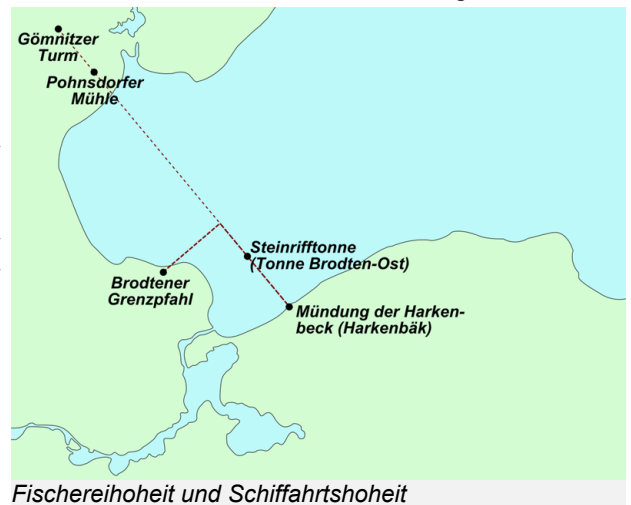 Gömnitzer
Turm
Pohnsdorfer
Mühle
Steinrifftonne
(Tonne Brodten-Ost)
Brodtener
Grenzpfahl
Mündung der Harken-
beck (Harkenbäk)
Fischereihoheit und Schiffahrtshoheit